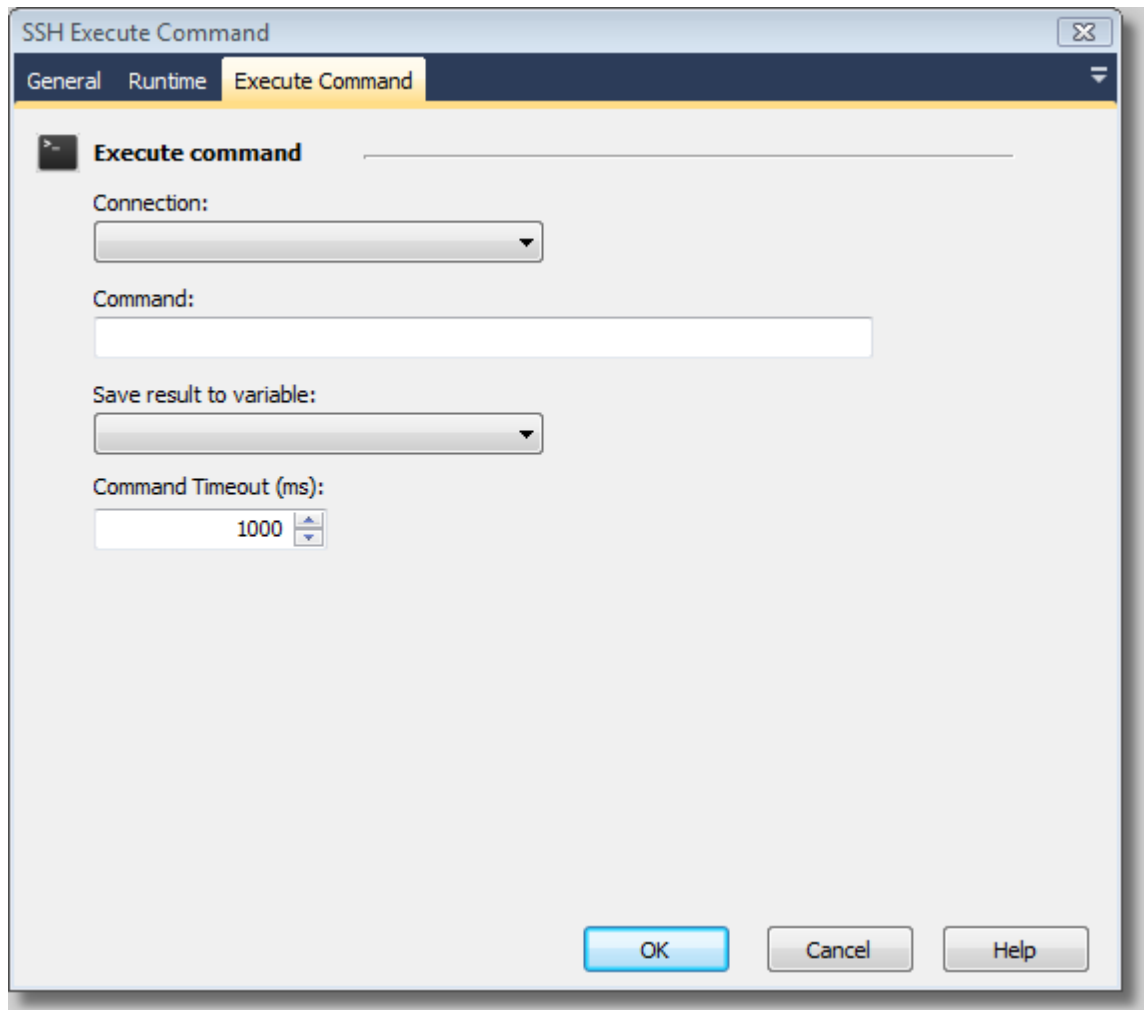 SSH Execute Command
General Runtime Execute Command
Execute command
Connection:
Command:
Save result to variable:
Command Timeout (ms):
1000
OK Cancel Help